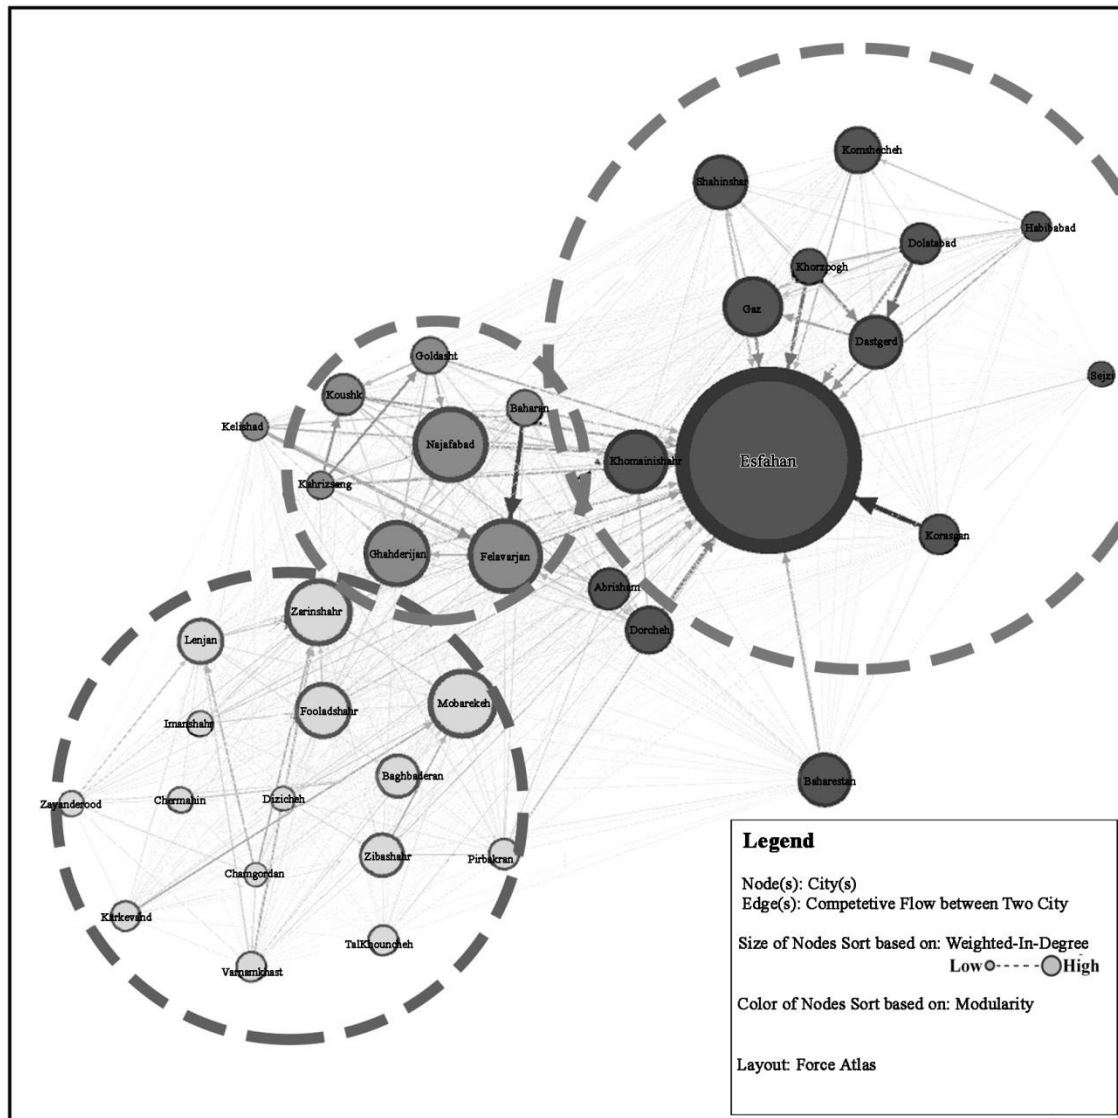 Komshecheh
Shahinshar
Habibabad
Dolatabad
Khorzoogh
Gaz
Dastgerd
Goldasht
Sejzi
Koushk
Baharan
Kelishad
Najafabad
Esfahan
Khomainishahr
Kahrizsang
Korasgan
Ghahderijan
Felavarjan
Abrisham
Zarinshahr
Dorcheh
Lenjan
Mobarekeh
Fooladshahr
Imanshahr
Baghbaderan
Baharestan
Zayanderood
Chermahin
Dizicheh
Zibashahr
Pirbakran
Chamgordan
Karkevand
TalKhouncheh
Varnamkhast
Legend
Node(s): City(s)
Edge(s): Competetive Flow between Two City
Size of Nodes Sort based on: Weighted-In-Degree
Low High
Color of Nodes Sort based on: Modularity
Layout: Force Atlas